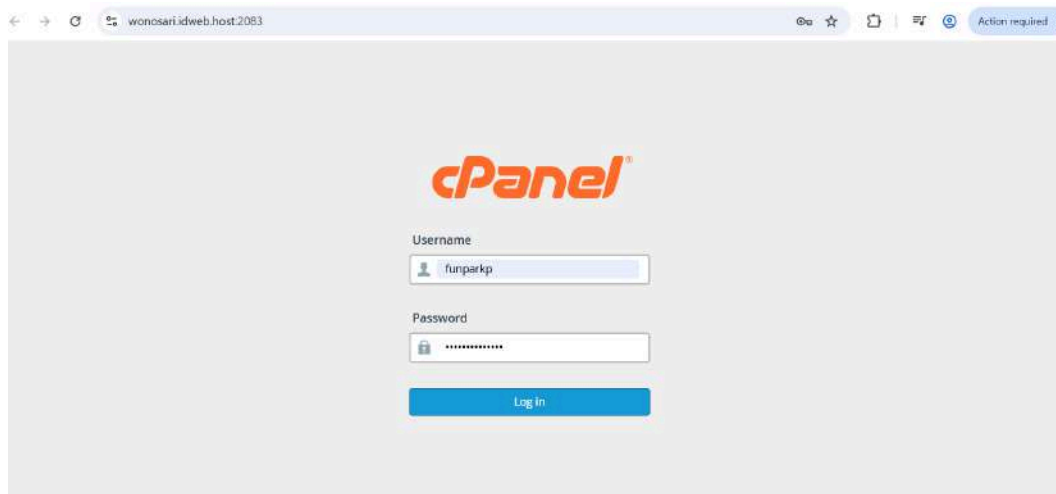 wonosari.idweb.host:2083
Action required
cPanel®
Username
funparkp
Password
••••••••••••••
Log in